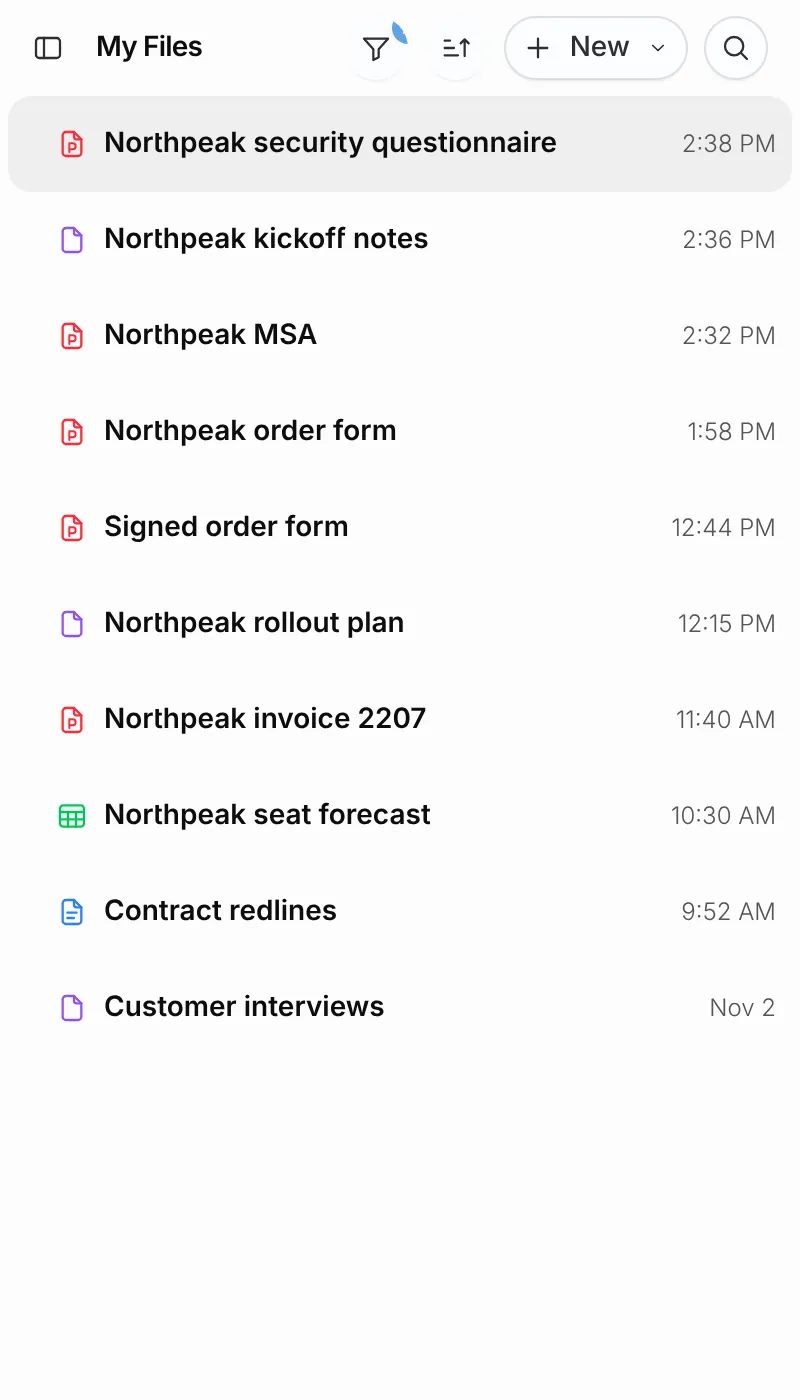 My Files
New
Northpeak security questionnaire 2:38 PM
Northpeak kickoff notes 2:36 PM
Northpeak MSA 2:32 PM
Northpeak order form 1:58 PM
Signed order form 12:44 PM
Northpeak rollout plan 12:15 PM
Northpeak invoice 2207 11:40 AM
Northpeak seat forecast 10:30 AM
Contract redlines 9:52 AM
Customer interviews Nov 2